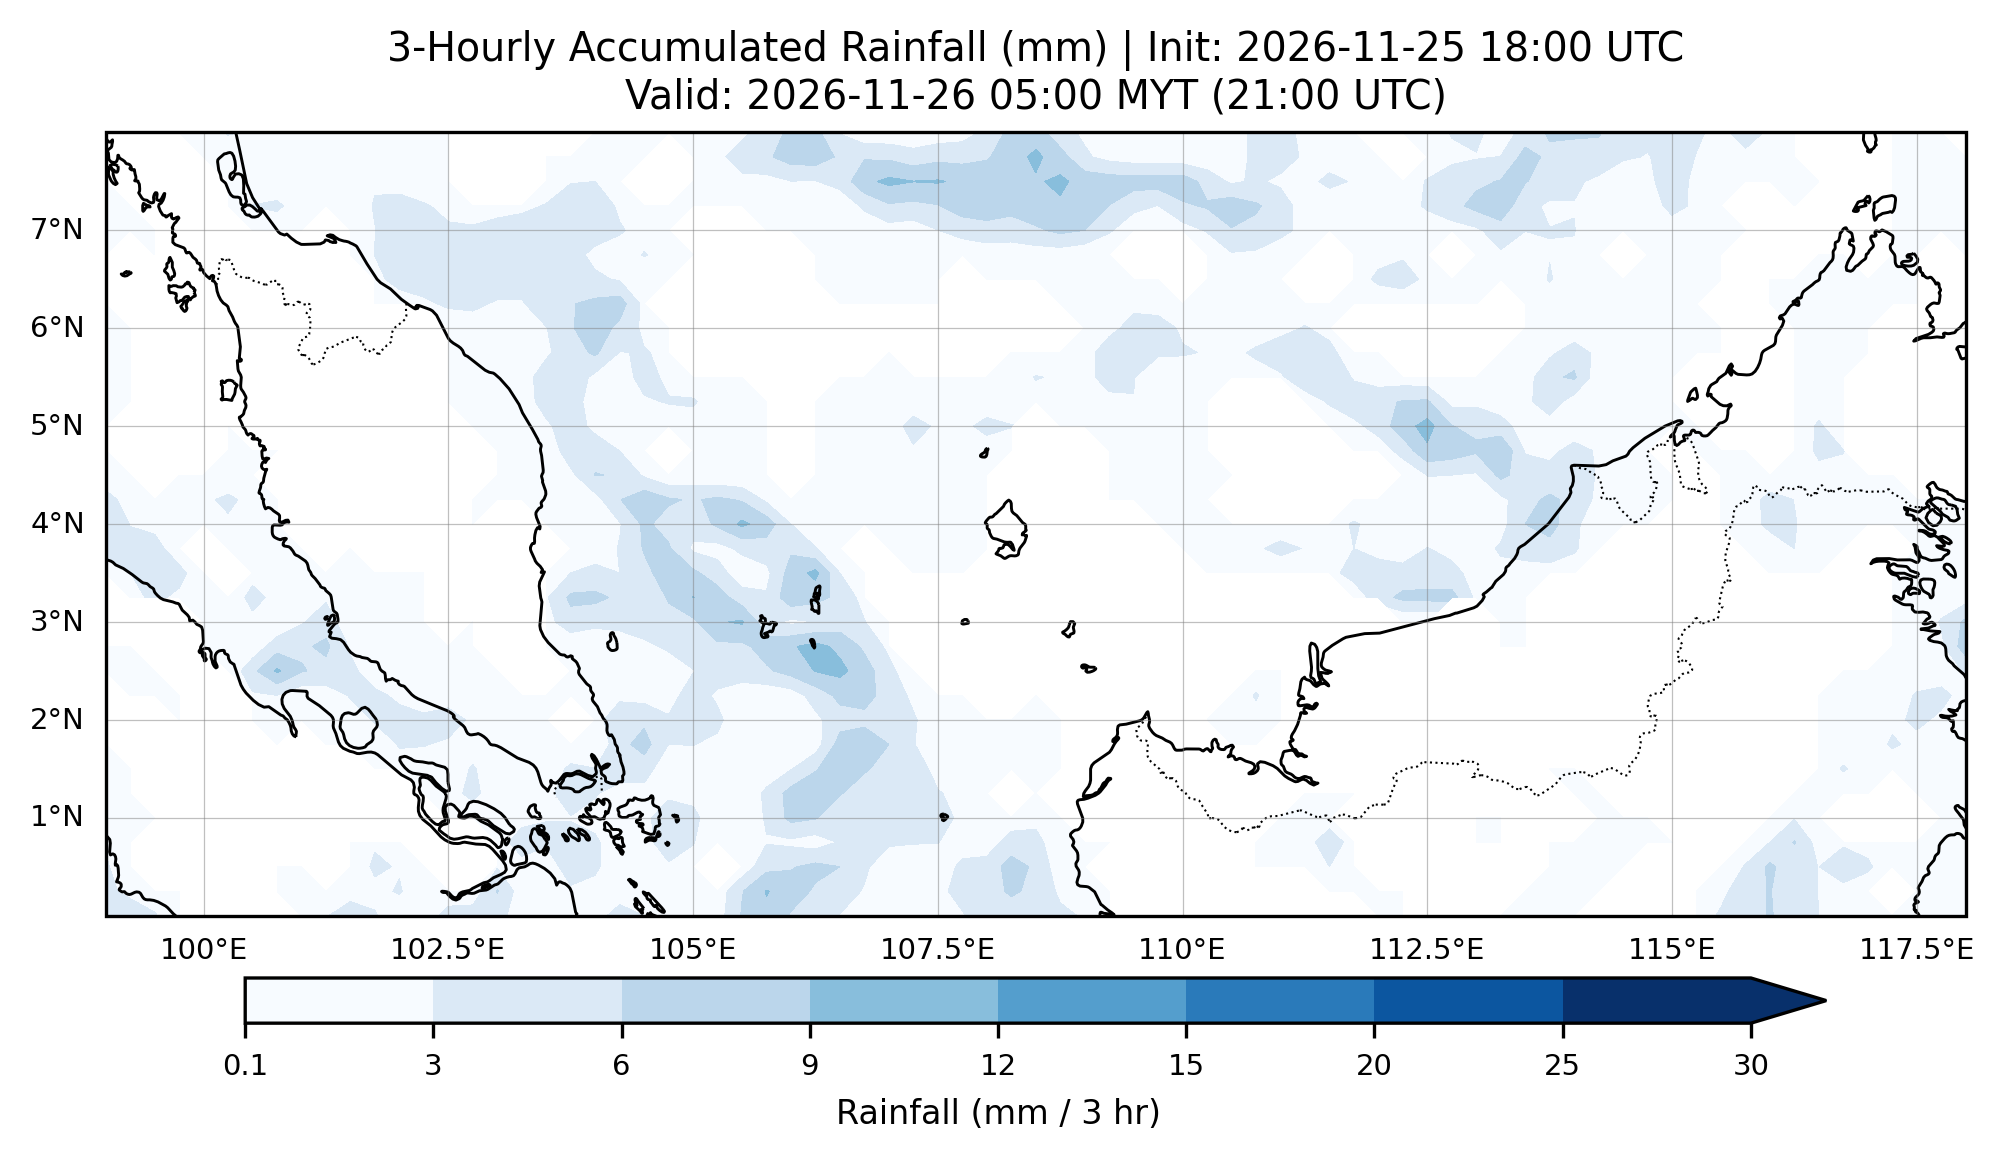 3-Hourly Accumulated Rainfall (mm) | Init: 2026-11-25 18:00 UTC
Valid: 2026-11-26 05:00 MYT (21:00 UTC)
7°N
6°N
5°N
4°N
3°N
2°N
1°N
100°E 102.5°E 105°E 107.5°E 110°E 112.5°E 115°E 117.5°E
0.1 3 6 9 12 15 20 25 30
Rainfall (mm / 3 hr)